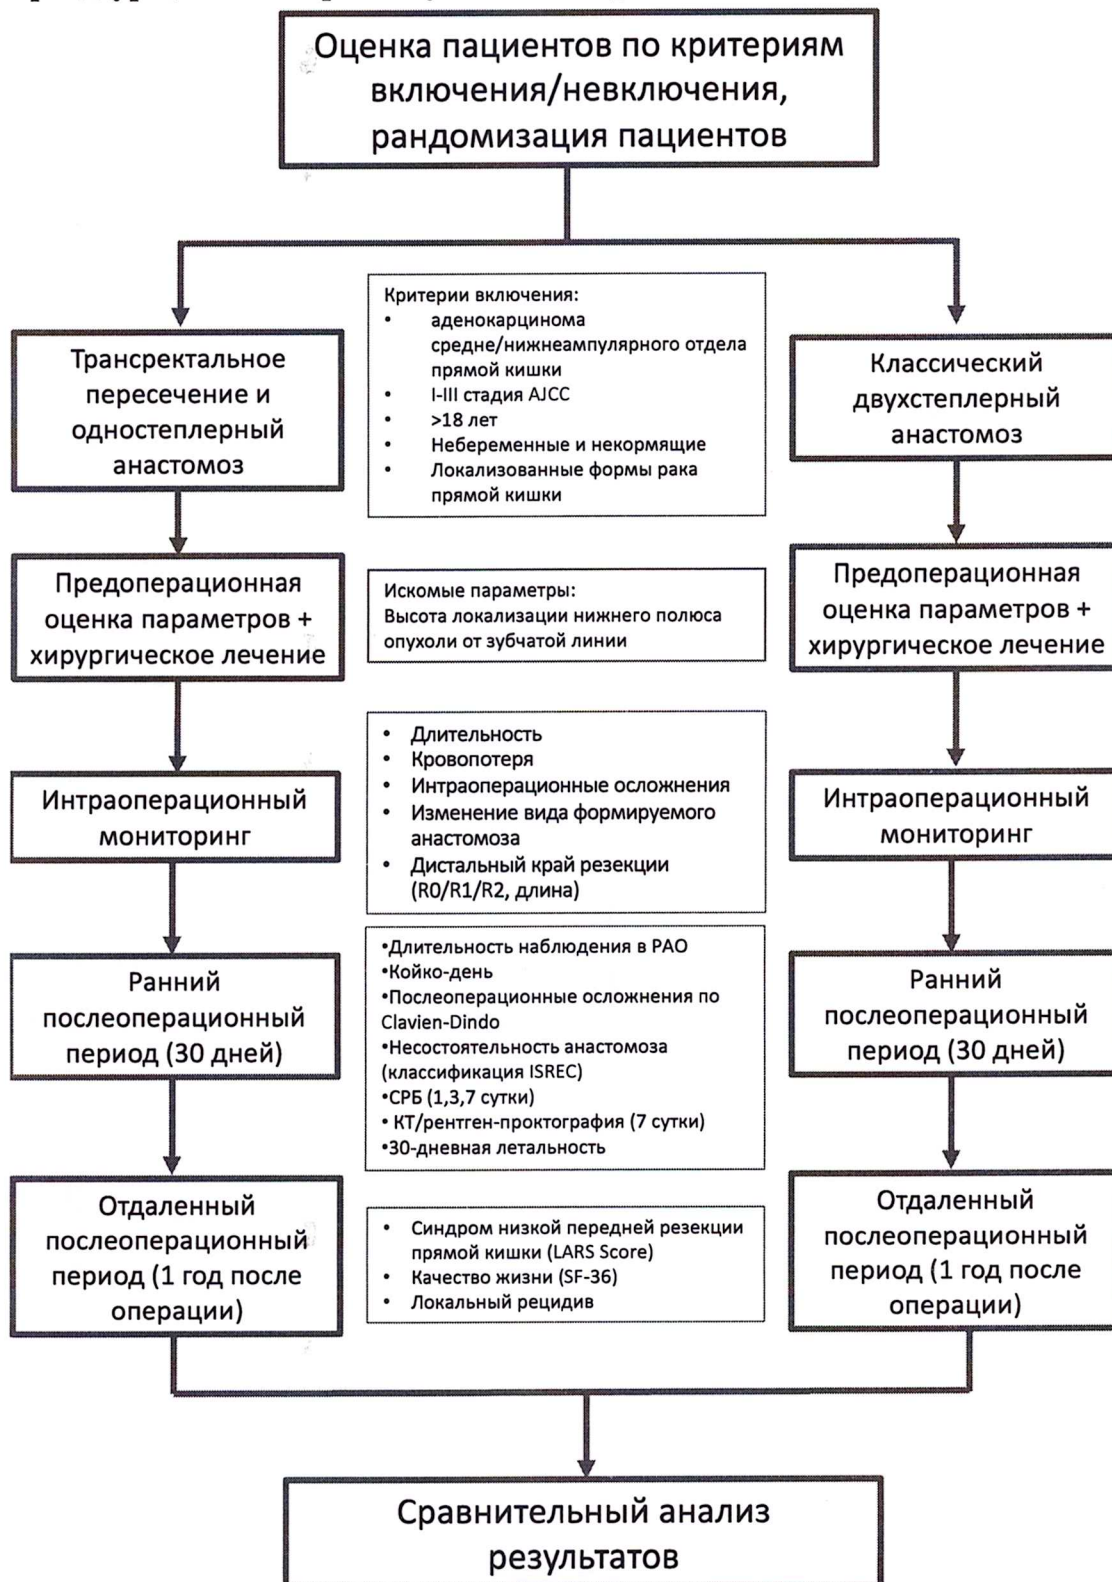 Оценка пациентов по критериям
включения/невключения,
рандомизация пациентов
Трансректальное
пересечение и
одностеплерный
анастомоз
Критерии включения:
• аденокарцинома
средне/нижнеампулярного отдела
прямой кишки
• I-III стадия AJCC
• >18 лет
• Небеременные и некормящие
• Локализованные формы рака
прямой кишки
Классический
двухстеплерный
анастомоз
Предоперационная
оценка параметров +
хирургическое лечение
Искомые параметры:
Высота локализации нижнего полюса
опухоли от зубчатой линии
Предоперационная
оценка параметров +
хирургическое лечение
Интраоперационный
мониторинг
• Длительность
• Кровопотеря
• Интраоперационные осложнения
• Изменение вида формируемого
анастомоза
• Дистальный край резекции
(R0/R1/R2, длина)
Интраоперационный
мониторинг
Ранний
послеоперационный
период (30 дней)
•Длительность наблюдения в РАО
•Койко-день
•Послеоперационные осложнения по
Clavien-Dindo
•Несостоятельность анастомоза
(классификация ISREC)
•СРБ (1,3,7 сутки)
• КТ/рентген-проктография (7 сутки)
•30-дневная летальность
Ранний
послеоперационный
период (30 дней)
Отдаленный
послеоперационный
период (1 год после
операции)
• Синдром низкой передней резекции
прямой кишки (LARS Score)
• Качество жизни (SF-36)
• Локальный рецидив
Отдаленный
послеоперационный
период (1 год после
операции)
Сравнительный анализ
результатов